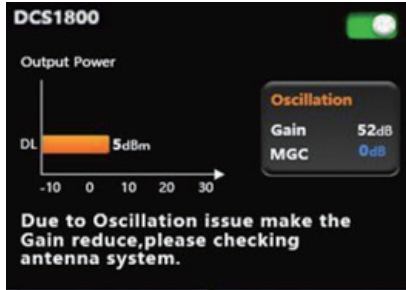 DCS1800
Output Power
Oscillation
Gain 52dB
MGC 0dB
DL 5dBm
-10 0 10 20 30
Due to Oscillation issue make the
Gain reduce,please checking
antenna system.